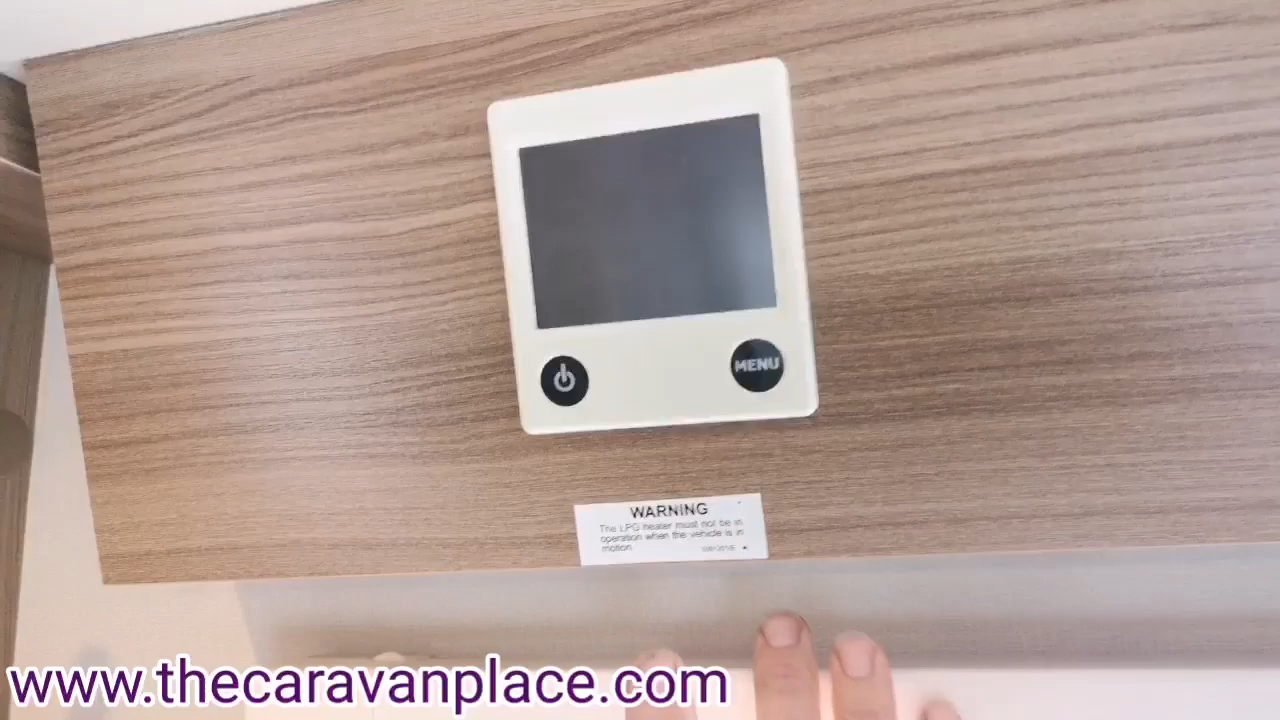 MENU
WARNING
The LPG heater must not be in
operation when the vehicle is in
motion
www.thecaravanplace.com